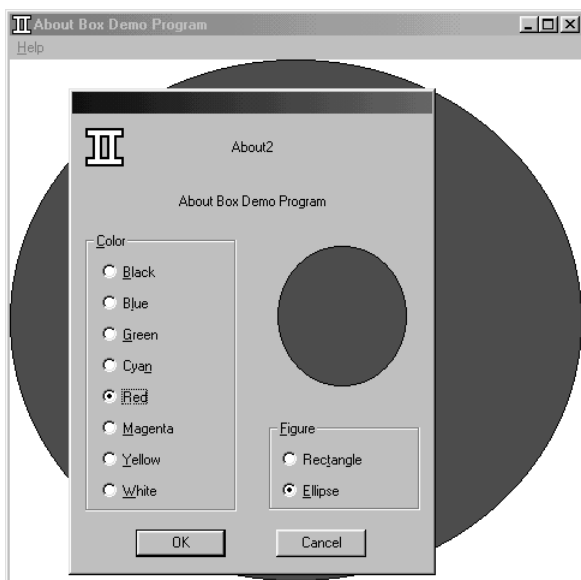 About Box Demo Program
Help
About2
About Box Demo Program
Color
Black
Blue
Green
Cyan
Red
Magenta
Yellow
White
Figure
Rectangle
Ellipse
OK
Cancel